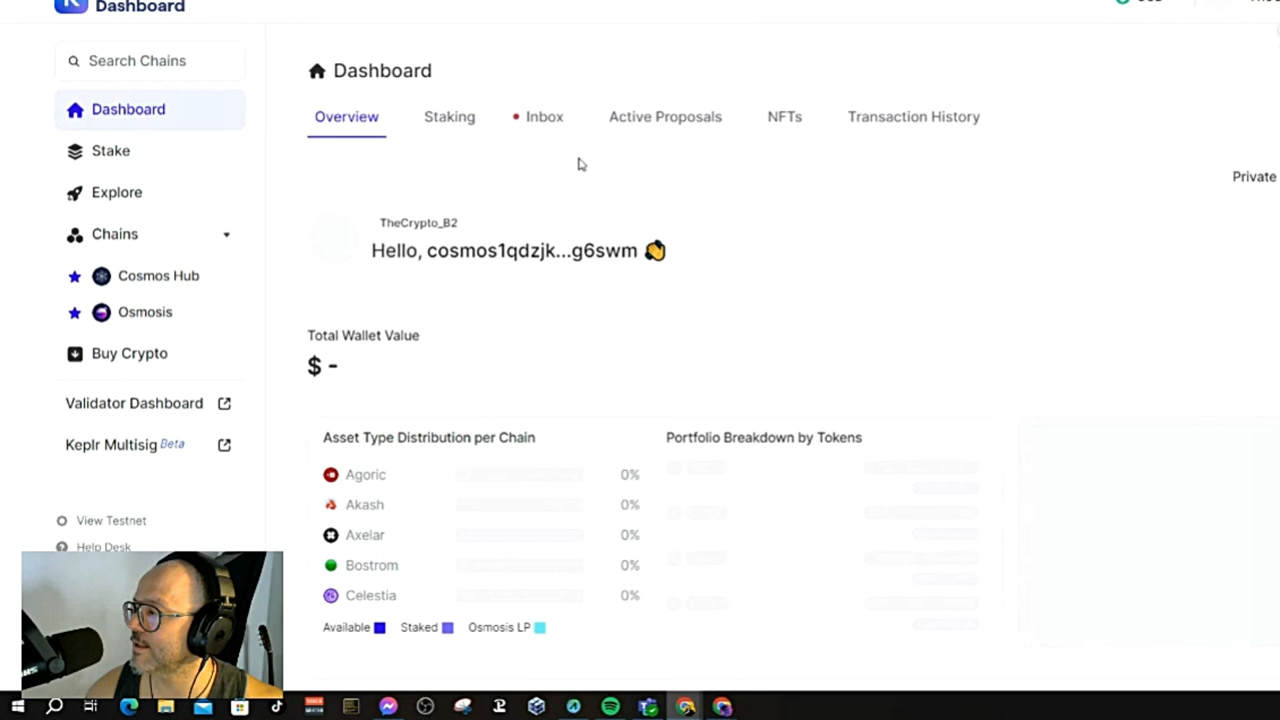 Dashboard
Search Chains
Dashboard
Stake
Explore
Chains
Cosmos Hub
Osmosis
Buy Crypto
Validator Dashboard
Keplr Multisig Beta
View Testnet
Help Desk
Dashboard
Overview Staking Inbox Active Proposals NFTs Transaction History
Private
TheCrypto_B2
Hello, cosmos1qdzjk...g6swm
Total Wallet Value
$ -
Asset Type Distribution per Chain
Agoric 0%
Akash 0%
Axelar 0%
Bostrom 0%
Celestia 0%
Available Staked Osmosis LP
Portfolio Breakdown by Tokens